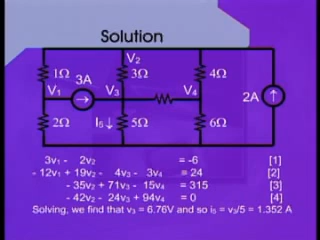 Solution
V₂
1Ω
3Ω
4Ω
3A
V₁
V₃
V₄
2A
2Ω
I₅
5Ω
6Ω
3v₁ - 2v₂ = -6 [1]
- 12v₁ + 19v₂ - 4v₃ - 3v₄ = 24 [2]
- 35v₂ + 71v₃ - 15v₄ = 315 [3]
- 42v₂ - 24v₃ + 94v₄ = 0 [4]
Solving, we find that v₃ = 6.76V and so i₅ = v₃/5 = 1.352 A